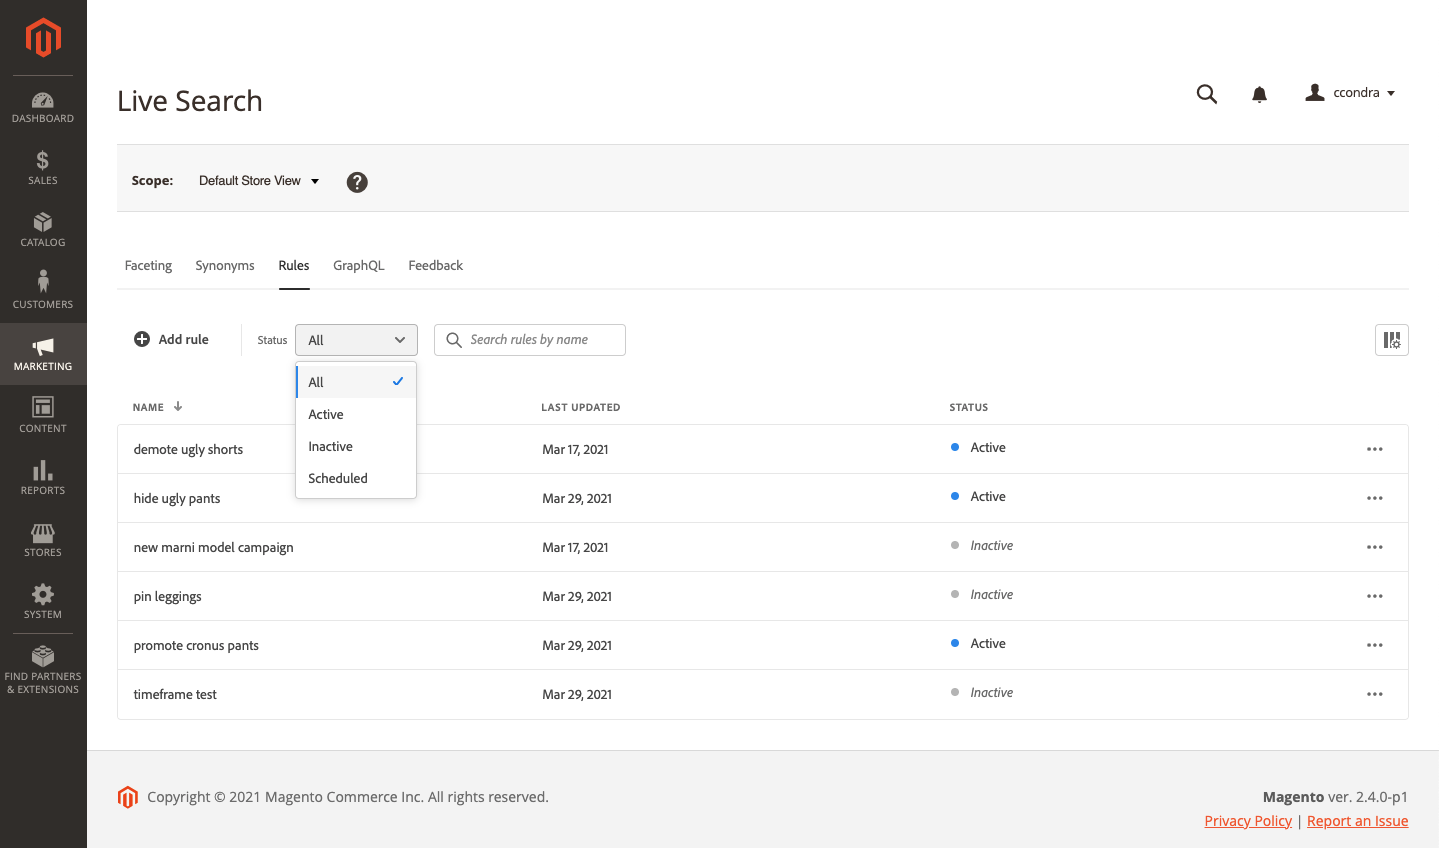 Live Search
ccondra
DASHBOARD
SALES
CATALOG
CUSTOMERS
MARKETING
CONTENT
REPORTS
STORES
SYSTEM
FIND PARTNERS
& EXTENSIONS
Scope: Default Store View ?
Faceting Synonyms Rules GraphQL Feedback
Add rule Status All Search rules by name
All
Active
Inactive
Scheduled
NAME LAST UPDATED STATUS
demote ugly shorts Mar 17, 2021 Active
hide ugly pants Mar 29, 2021 Active
new marni model campaign Mar 17, 2021 Inactive
pin leggings Mar 29, 2021 Inactive
promote cronus pants Mar 29, 2021 Active
timeframe test Mar 29, 2021 Inactive
Copyright © 2021 Magento Commerce Inc. All rights reserved.
Magento ver. 2.4.0-p1
Privacy Policy | Report an Issue